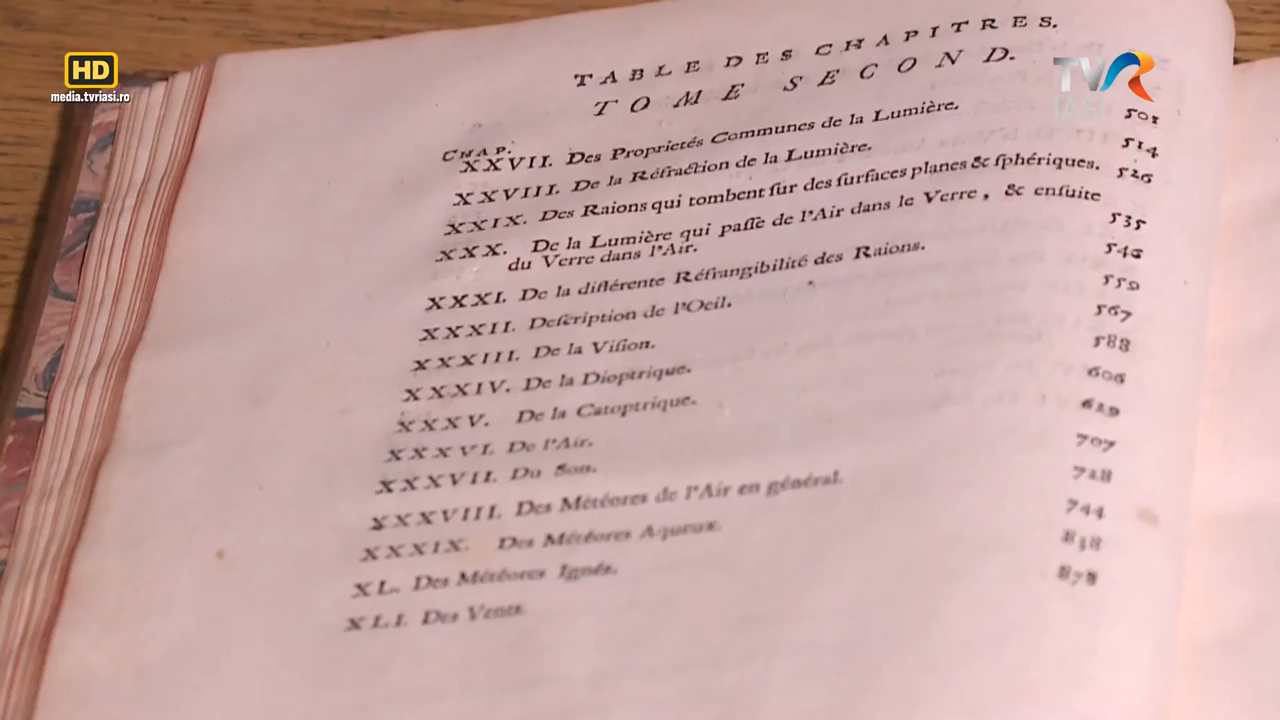 HD
media.tvriasi.ro
TVR
IAȘI
TABLE DES CHAPITRES.
TOME SECOND.
CHAP.
XXVII. Des Proprietés Communes de la Lumière. 501
XXVIII. De la Réfraction de la Lumière. 514
XXIX. Des Raions qui tombent ſur des ſurfaces planes & ſphériques. 526
XXX. De la Lumière qui paſſe de l'Air dans le Verre, & enſuite
du Verre dans l'Air. 535
XXXI. De la différente Réfrangibilité des Raions. 546
XXXII. Deſcription de l'Oeil. 559
XXXIII. De la Viſion. 567
XXXIV. De la Dioptrique. 588
XXXV. De la Catoptrique. 606
XXXVI. De l'Air. 629
XXXVII. Du Son. 707
XXXVIII. Des Météores de l'Air en général. 728
XXXIX. Des Météores Aqueux. 744
XL. Des Météores Ignés. 838
XLI. Des Vents. 878